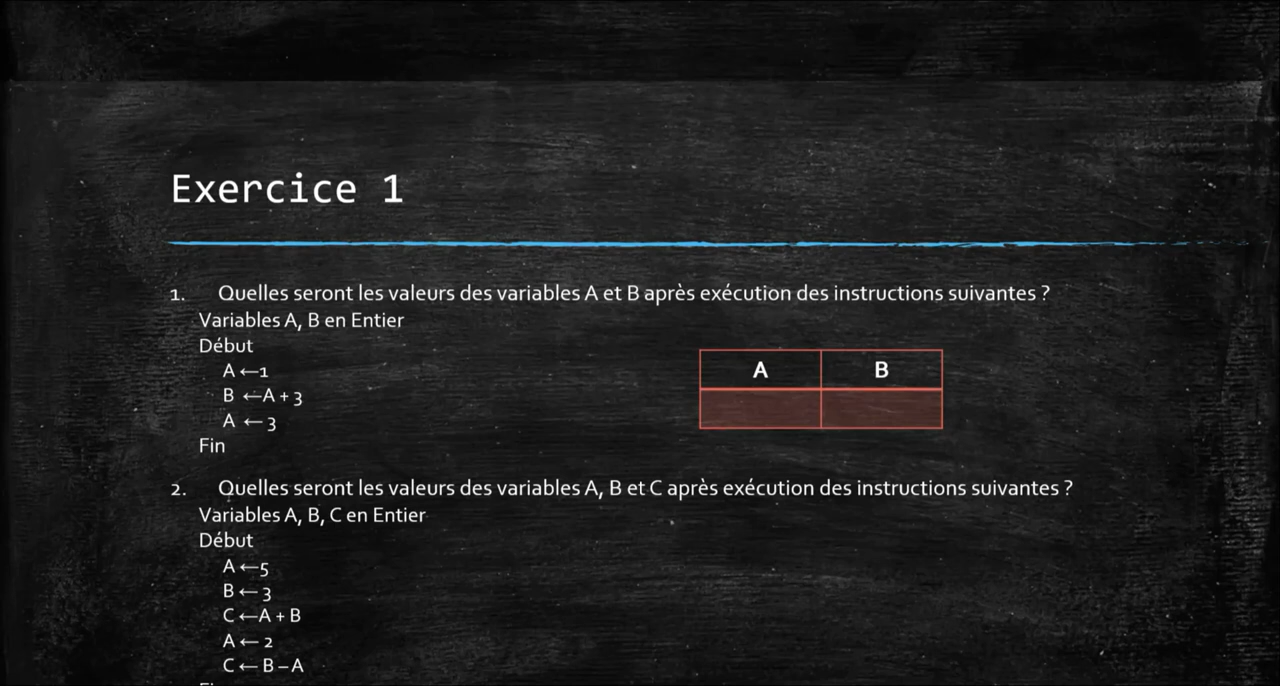 Exercice 1
1. Quelles seront les valeurs des variables A et B après exécution des instructions suivantes ?
Variables A, B en Entier
Début
A ←1
B ←A + 3
A ← 3
Fin
A B
2. Quelles seront les valeurs des variables A, B et C après exécution des instructions suivantes ?
Variables A, B, C en Entier
Début
A ←5
B ← 3
C ←A + B
A ← 2
C ← B – A